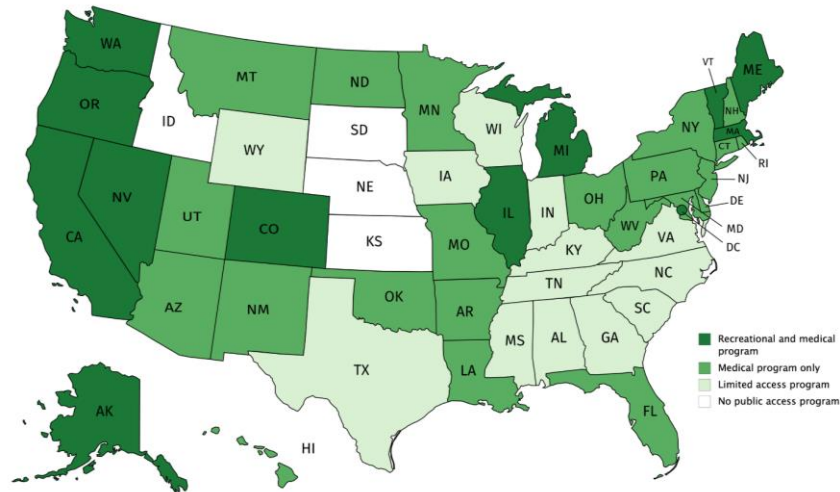 WA
MT
ND
MN
VT
ME
OR
ID
SD
WI
MI
NH
NY
MA
CT
RI
WY
IA
NE
PA
NJ
NV
UT
CO
IL
IN
OH
DE
MD
DC
CA
KS
MO
WV
VA
KY
NC
TN
AZ
NM
OK
AR
SC
MS
AL
GA
TX
LA
FL
AK
HI
Recreational and medical
program
Medical program only
Limited access program
No public access program